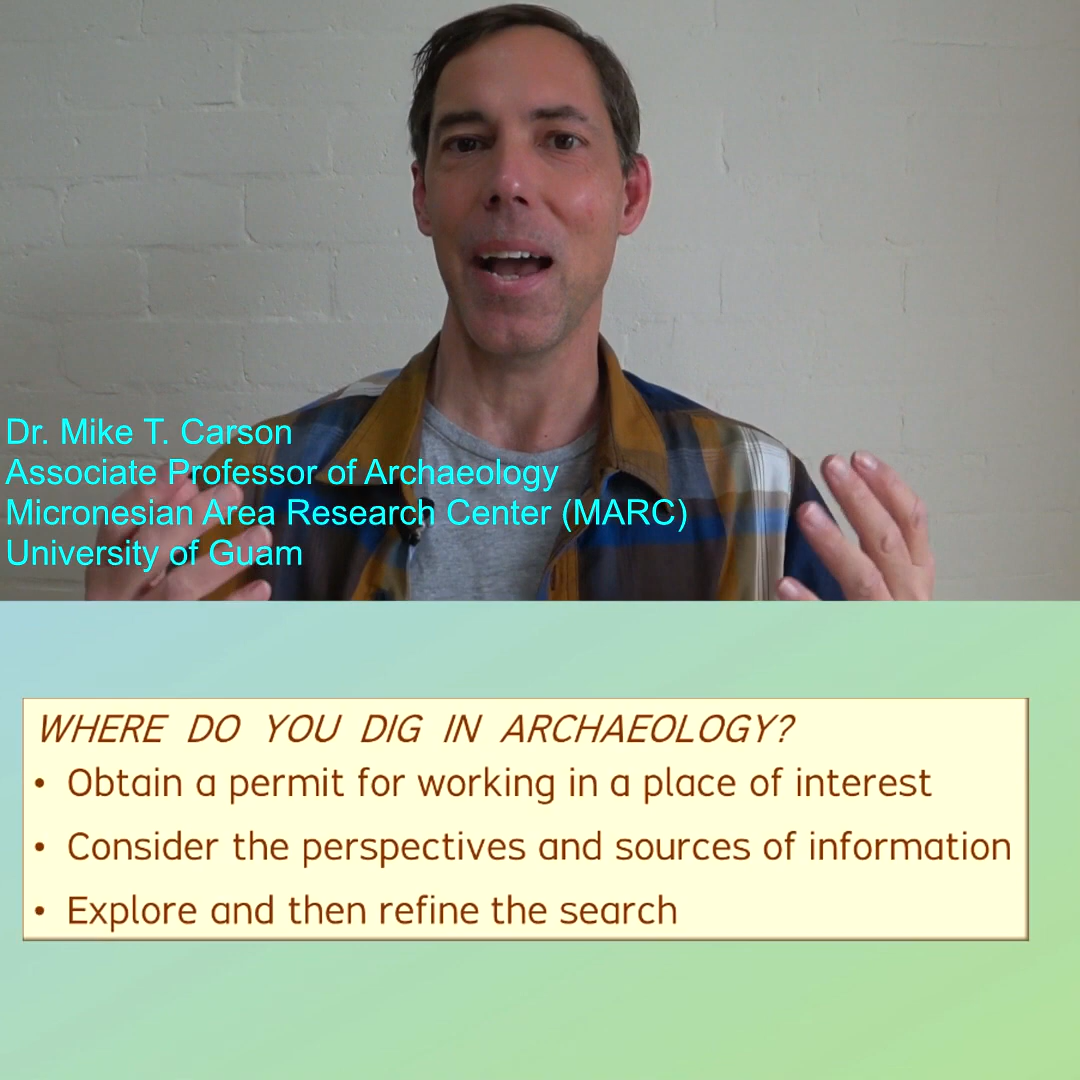 Dr. Mike T. Carson
Associate Professor of Archaeology
Micronesian Area Research Center (MARC)
University of Guam
WHERE DO YOU DIG IN ARCHAEOLOGY?
• Obtain a permit for working in a place of interest
• Consider the perspectives and sources of information
• Explore and then refine the search